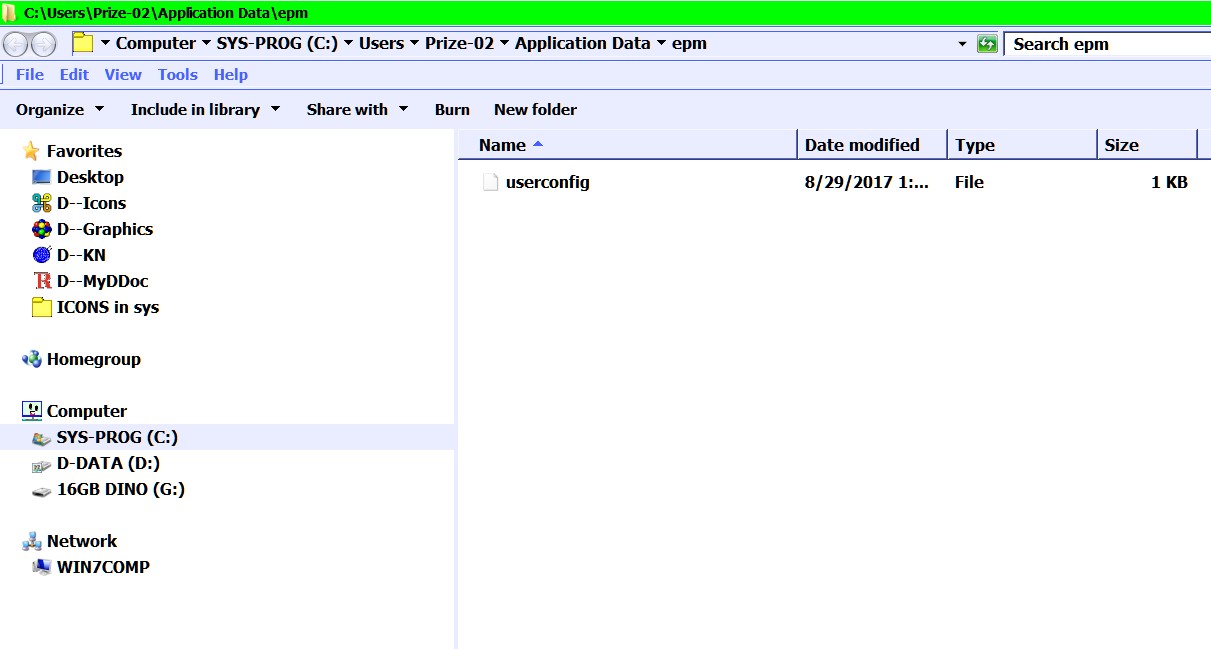 C:\Users\Prize-02\Application Data\epm
Computer SYS-PROG (C:) Users Prize-02 Application Data epm Search epm
File Edit View Tools Help
Organize Include in library Share with Burn New folder
Name Date modified Type Size
userconfig 8/29/2017 1:... File 1 KB
Favorites
Desktop
D--Icons
D--Graphics
D--KN
D--MyDDoc
ICONS in sys
Homegroup
Computer
SYS-PROG (C:)
D-DATA (D:)
16GB DINO (G:)
Network
WIN7COMP